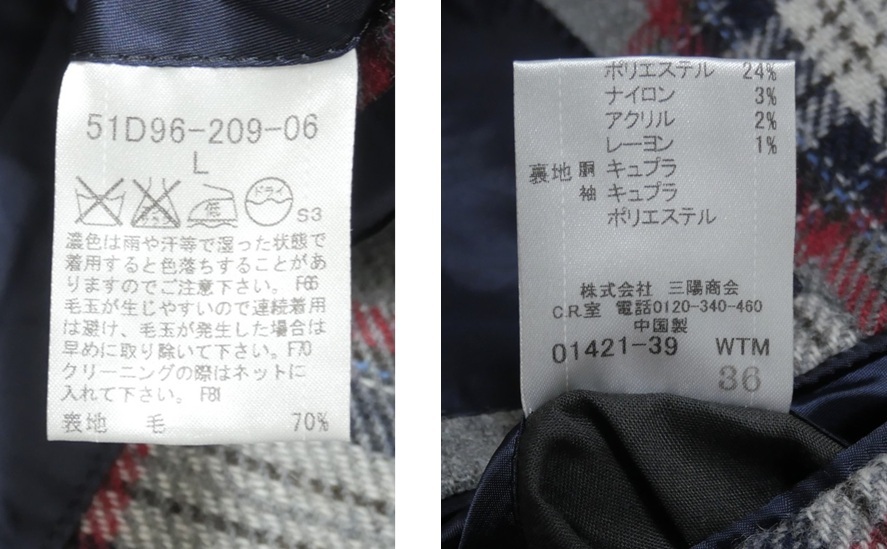 51D96-209-06
L
低 ドライ S3
濃色は雨や汗等で湿った状態で
着用すると色落ちすることがあ
りますのでご注意下さい。 F66
毛玉が生じやすいので連続着用
は避け、毛玉が発生した場合は
早めに取り除いて下さい。F70
クリーニングの際はネットに
入れて下さい。 F81
表地 毛 70%
ポリエステル 24%
ナイロン 3%
アクリル 2%
レーヨン 1%
裏地 胴 キュプラ
袖 キュプラ
ポリエステル
株式会社 三陽商会
C.R.室 電話0120-340-460
中国製
01421-39 WTM
36